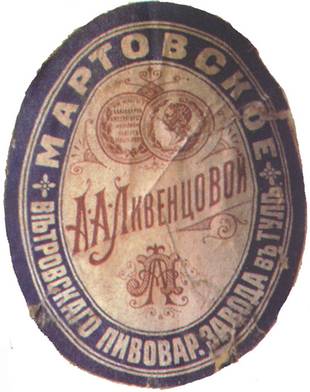 МАРТОВСКОЕ
А.А.ЛИВЕНЦОВОЙ
ВѢТРОВСКАГО ПИВОВАР. ЗАВОДА ВЪ ТУЛѢ